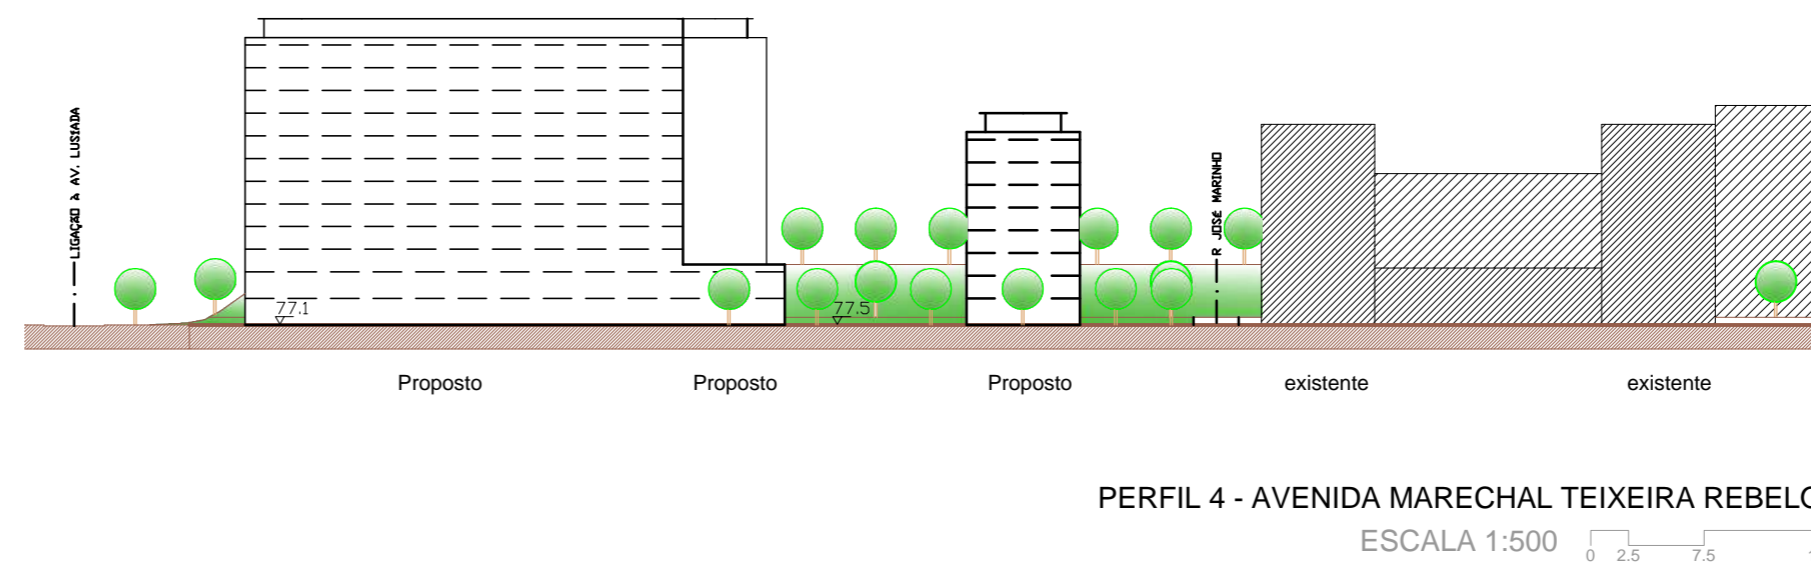 LIGAÇÃO à AV. LUSÍADA
77.1
77.5
R JOSÉ MARINHO
Proposto
Proposto
Proposto
existente
existente
PERFIL 4 - AVENIDA MARECHAL TEIXEIRA REBELO
ESCALA 1:500
0 2.5 7.5